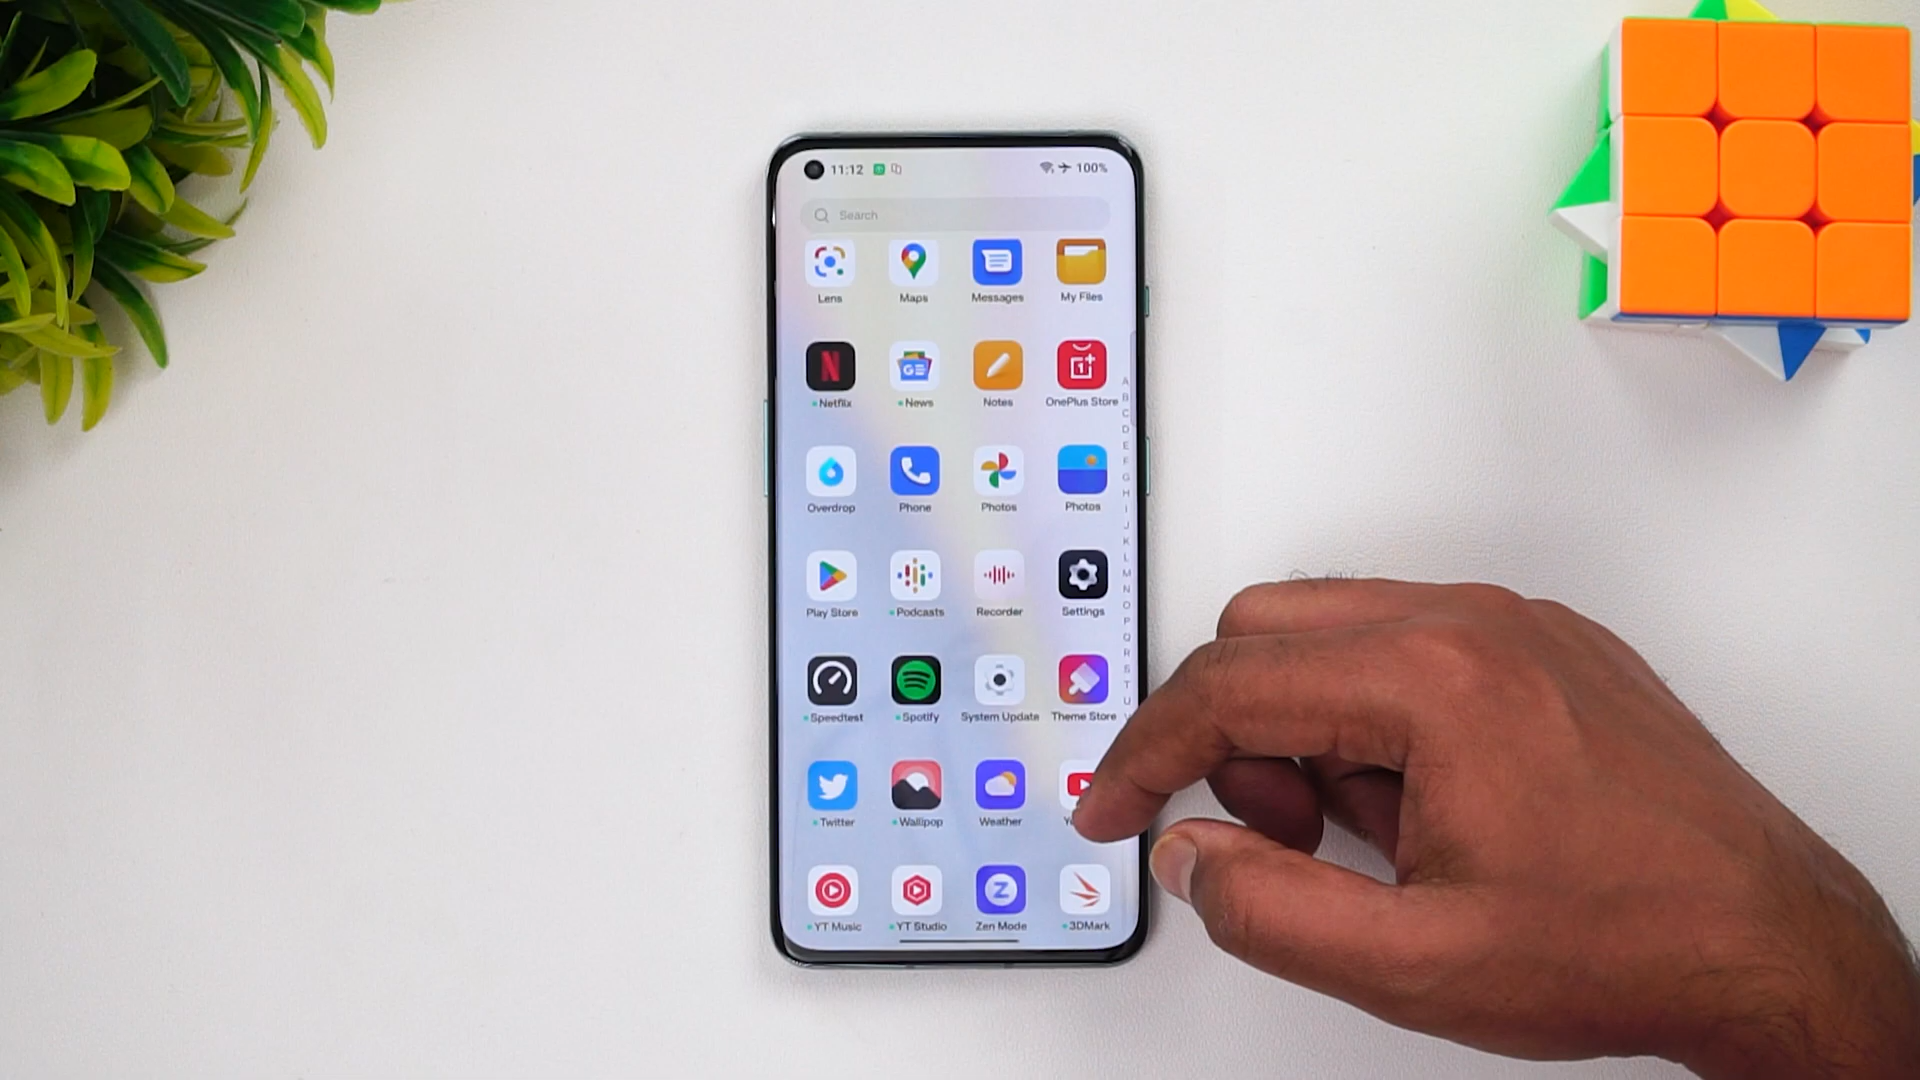 11:12 100%
Search
Lens Maps Messages My Files
Netflix News Notes OnePlus Store
Overdrop Phone Photos Photos
Play Store Podcasts Recorder Settings
Speedtest Spotify System Update Theme Store
Twitter Wallipop Weather
YT Music YT Studio Zen Mode 3DMark
A
B
C
D
E
F
G
H
I
J
K
L
M
N
O
P
Q
R
S
T
U
V